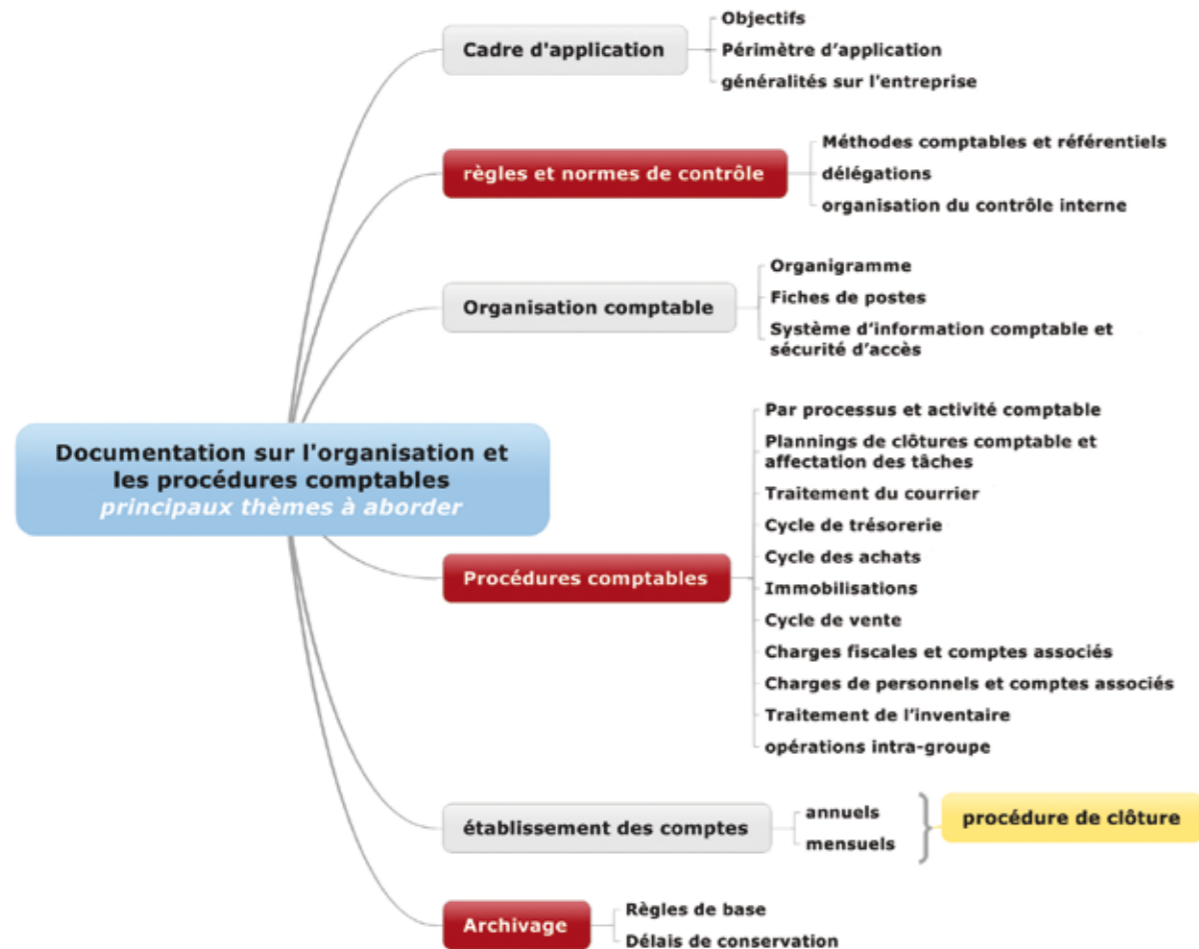 Documentation sur l'organisation et
les procédures comptables
principaux thèmes à aborder
Cadre d'application
Objectifs
Périmètre d’application
généralités sur l'entreprise
règles et normes de contrôle
Méthodes comptables et référentiels
délégations
organisation du contrôle interne
Organisation comptable
Organigramme
Fiches de postes
Système d’information comptable et
sécurité d’accès
Procédures comptables
Par processus et activité comptable
Plannings de clôtures comptable et
affectation des tâches
Traitement du courrier
Cycle de trésorerie
Cycle des achats
Immobilisations
Cycle de vente
Charges fiscales et comptes associés
Charges de personnels et comptes associés
Traitement de l’inventaire
opérations intra-groupe
établissement des comptes
annuels
mensuels
procédure de clôture
Archivage
Règles de base
Délais de conservation